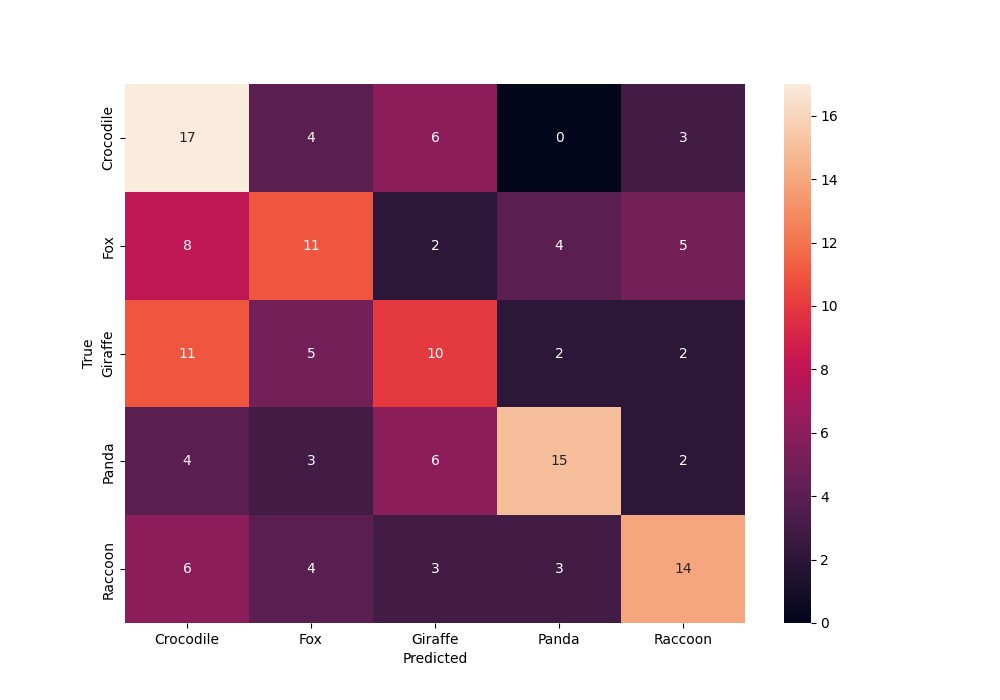 Crocodile 17 4 6 0 3
Fox 8 11 2 4 5
Giraffe 11 5 10 2 2
Panda 4 3 6 15 2
Raccoon 6 4 3 3 14
True
Crocodile Fox Giraffe Panda Raccoon
Predicted
16
14
12
10
8
6
4
2
0